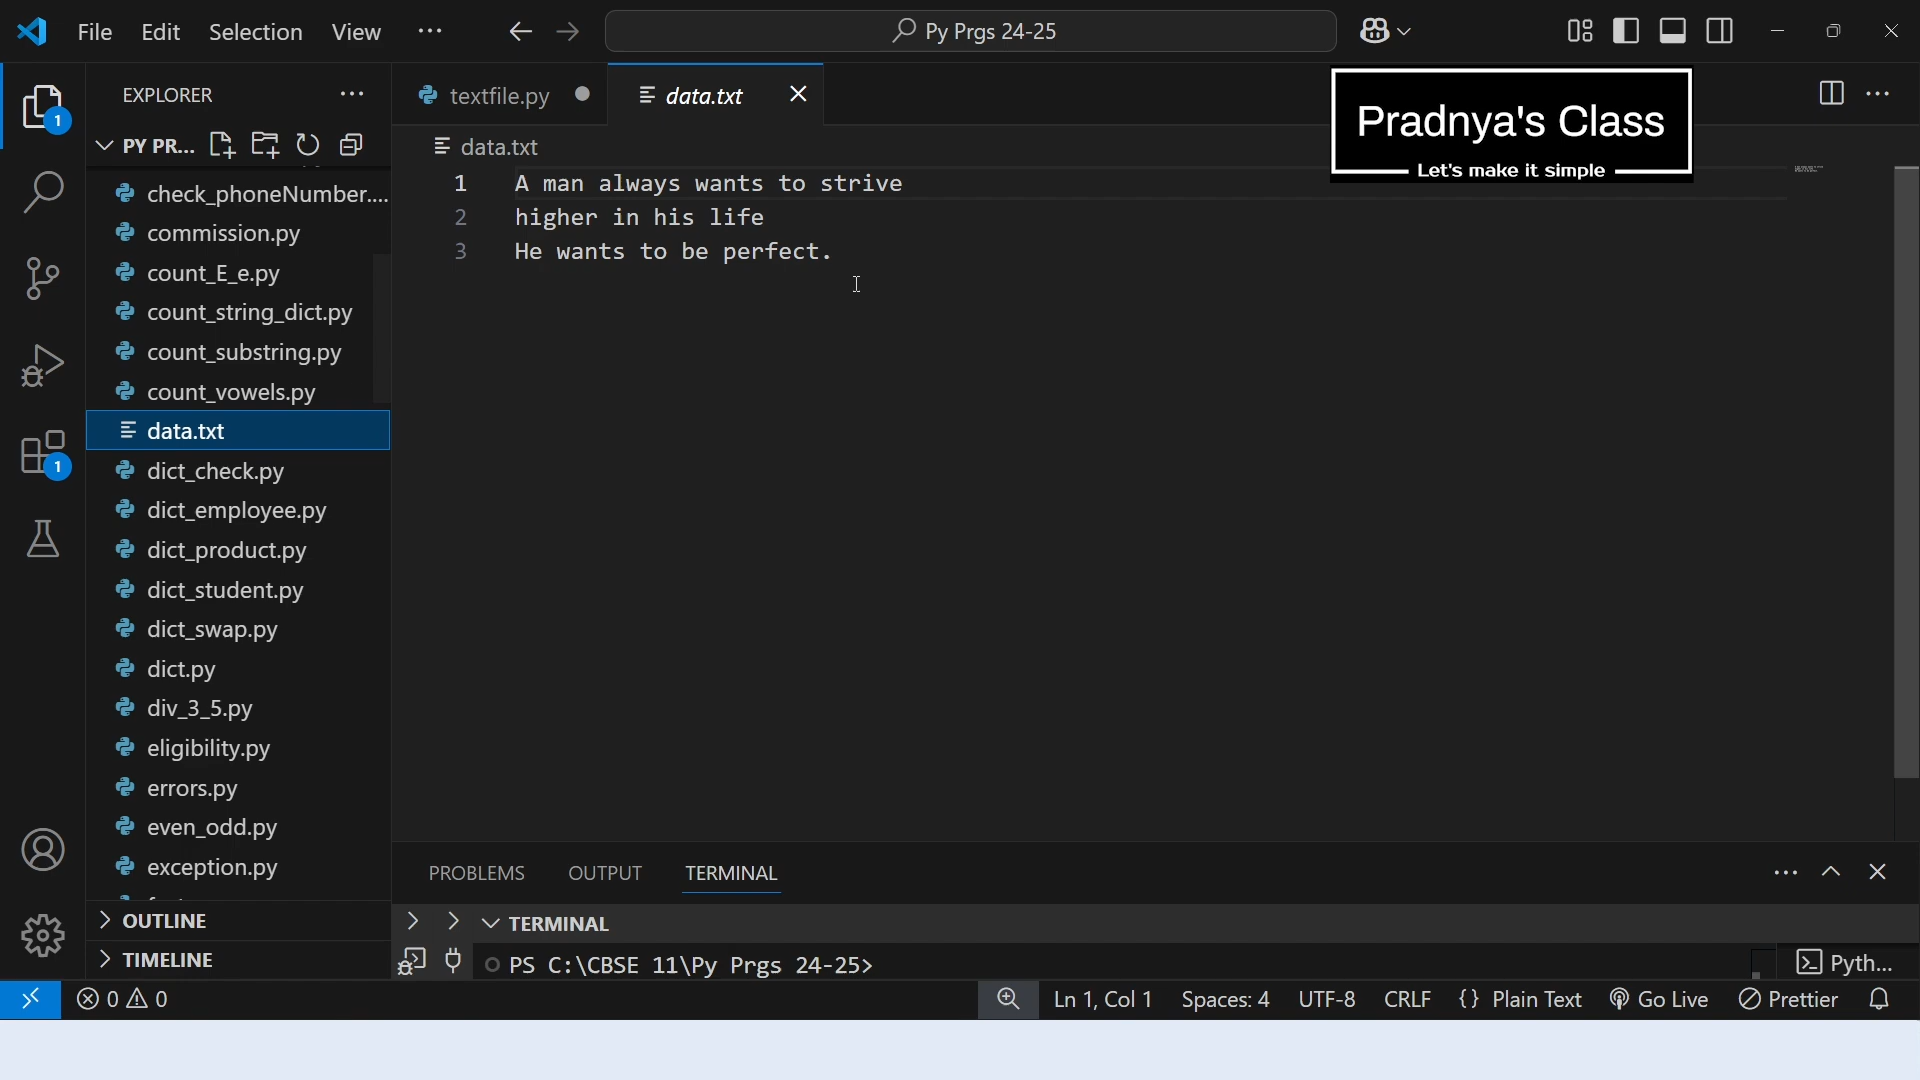 File Edit Selection View ··· Py Prgs 24-25
EXPLORER
PY PR...
1
check_phoneNumber....
commission.py
count_E_e.py
count_string_dict.py
count_substring.py
count_vowels.py
data.txt
1
dict_check.py
dict_employee.py
dict_product.py
dict_student.py
dict_swap.py
dict.py
div_3_5.py
eligibility.py
errors.py
even_odd.py
exception.py
OUTLINE
TIMELINE
textfile.py
data.txt
data.txt
1 A man always wants to strive
2 higher in his life
3 He wants to be perfect.
Pradnya's Class
Let's make it simple
PROBLEMS OUTPUT TERMINAL
TERMINAL
PS C:\CBSE 11\Py Prgs 24-25>
Pyth...
0 0 Ln 1, Col 1 Spaces: 4 UTF-8 CRLF {} Plain Text Go Live Prettier